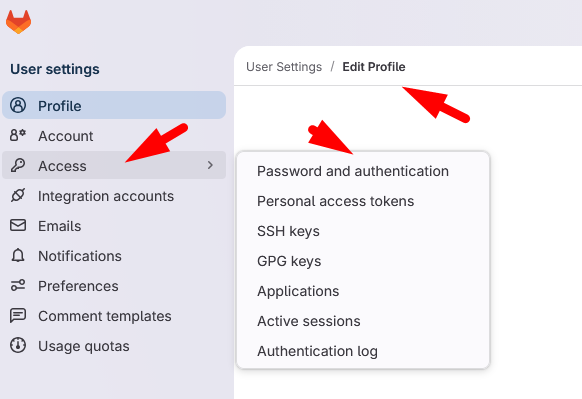 User settings
Profile
Account
Access
Integration accounts
Emails
Notifications
Preferences
Comment templates
Usage quotas
User Settings / Edit Profile
Password and authentication
Personal access tokens
SSH keys
GPG keys
Applications
Active sessions
Authentication log